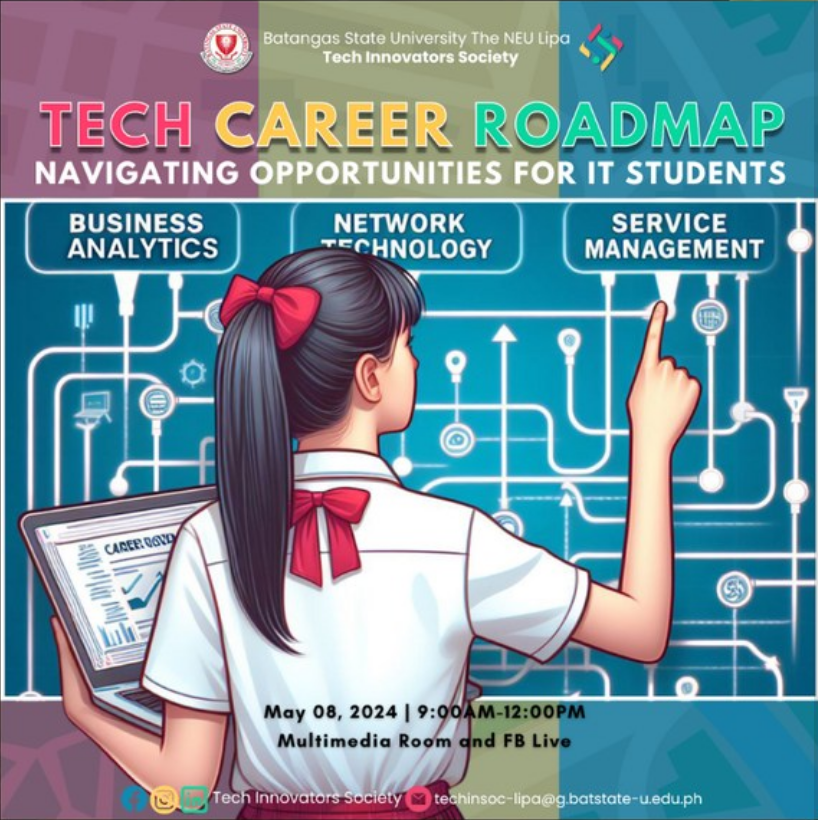 Batangas State University The NEU Lipa
Tech Innovators Society
TECH CAREER ROADMAP
NAVIGATING OPPORTUNITIES FOR IT STUDENTS
BUSINESS
ANALYTICS
NETWORK
TECHNOLOGY
SERVICE
MANAGEMENT
CAREER
May 08, 2024 | 9:00AM-12:00PM
Multimedia Room and FB Live
Tech Innovators Society
techinsoc-lipa@g.batstate-u.edu.ph